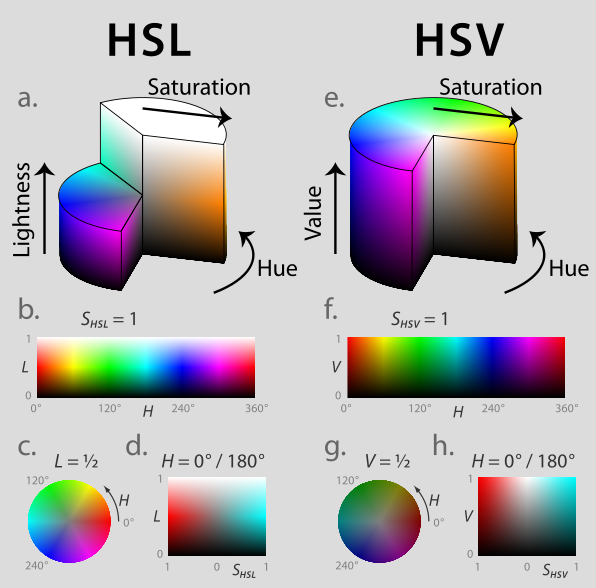 HSL
HSV
a.
Saturation
Lightness
Hue
e.
Saturation
Value
Hue
b.
S_HSL = 1
1
L
0
0°
120°
H
240°
360°
f.
S_HSV = 1
1
V
0
0°
120°
H
240°
360°
c.
L = ½
120°
H
0°
240°
d.
H = 0° / 180°
1
L
0
1
0
S_HSL
1
g.
V = ½
120°
H
0°
240°
h.
H = 0° / 180°
1
V
0
1
0
S_HSV
1